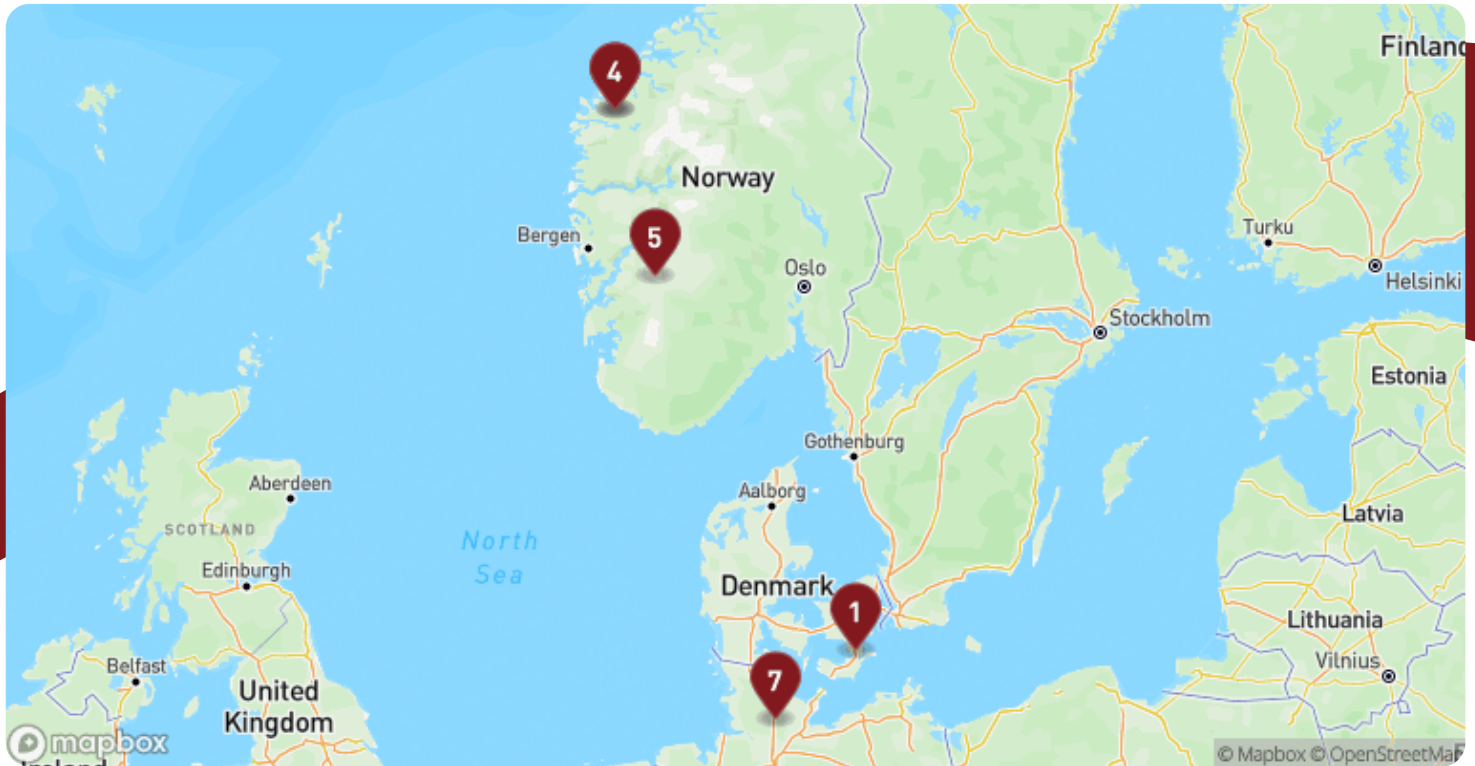 Finlan
4
Norway
Bergen
5
Oslo
Turku
Helsinki
Stockholm
Estonia
Gothenburg
Aberdeen
Aalborg
SCOTLAND
Latvia
North
Sea
Edinburgh
Denmark
1
Lithuania
Belfast
Vilnius
7
United
Kingdom
mapbox
© Mapbox © OpenStreetMap